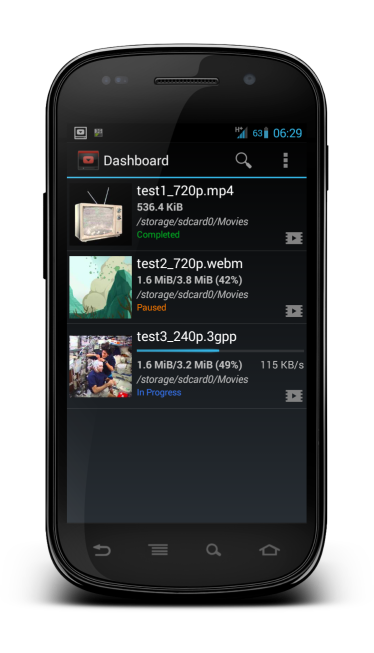 H+ 63 06:29
Dashboard
test1_720p.mp4
536.4 KiB
/storage/sdcard0/Movies
Completed
test2_720p.webm
1.6 MiB/3.8 MiB (42%)
/storage/sdcard0/Movies
Paused
test3_240p.3gpp
1.6 MiB/3.2 MiB (49%) 115 KB/s
/storage/sdcard0/Movies
In Progress